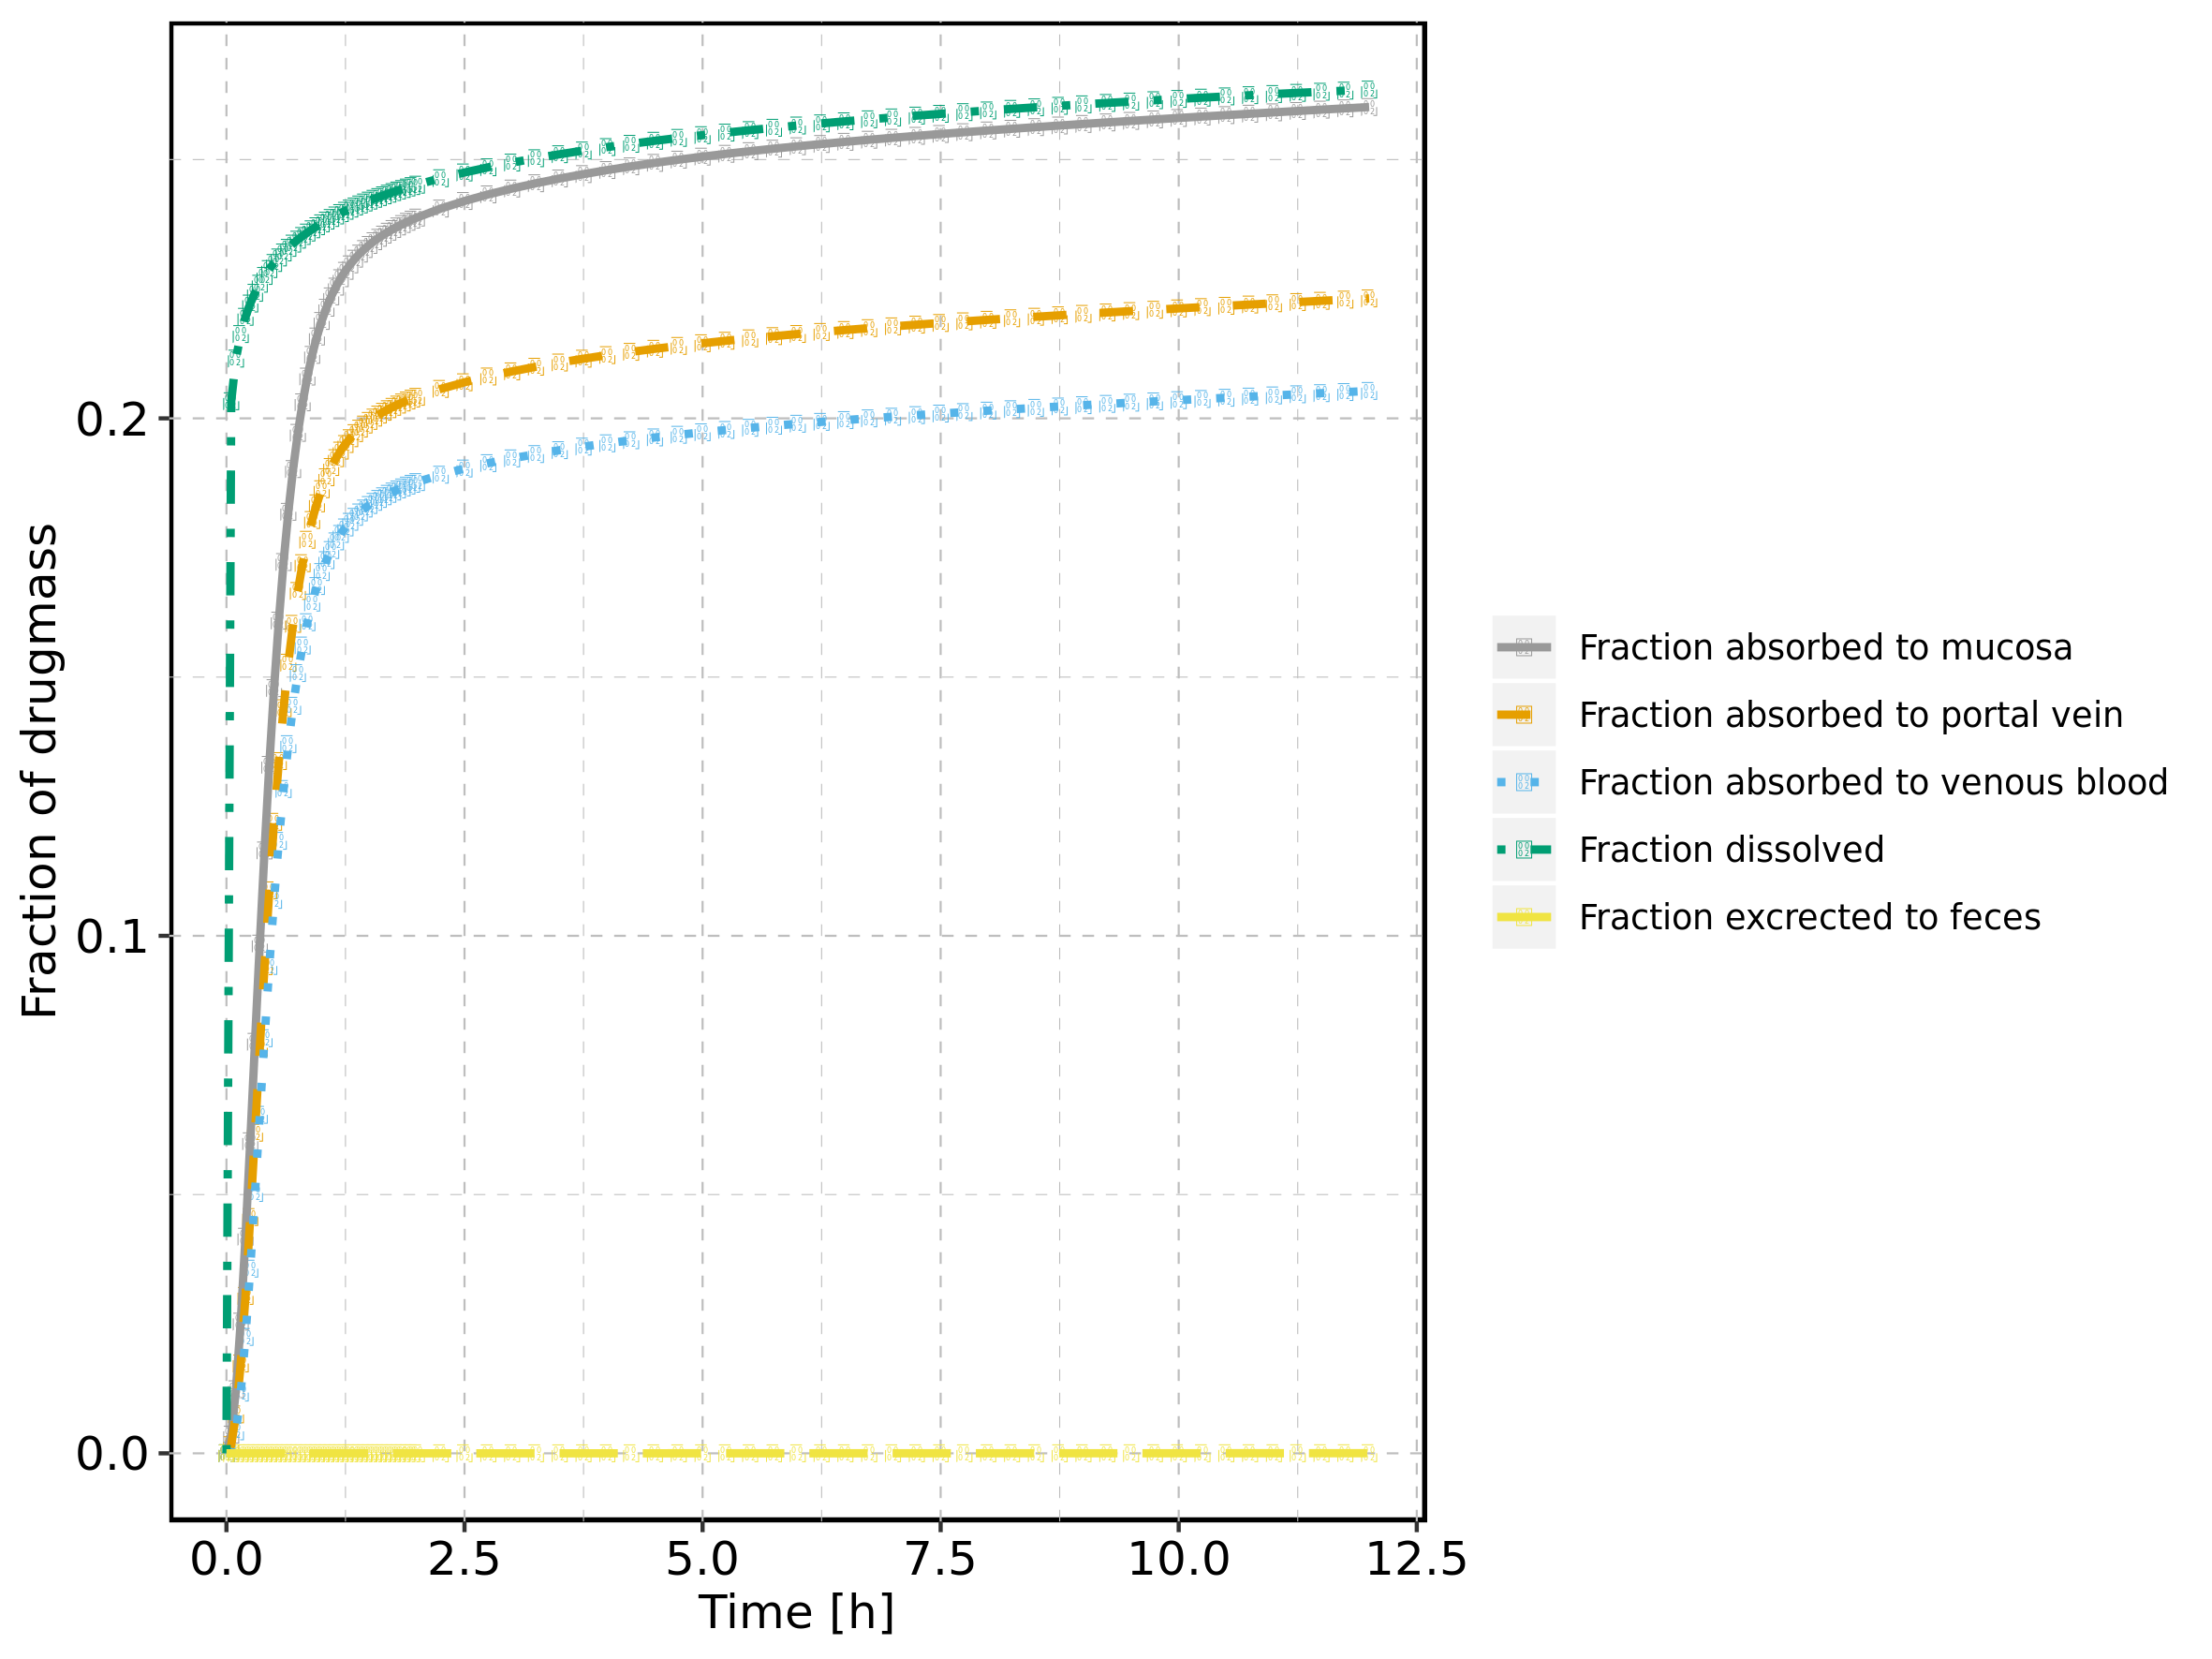 Fraction of drugmass
0.2
0.1
0.0
0.0 2.5 5.0 7.5 10.0 12.5
Time [h]
Fraction absorbed to mucosa
Fraction absorbed to portal vein
Fraction absorbed to venous blood
Fraction dissolved
Fraction excrected to feces